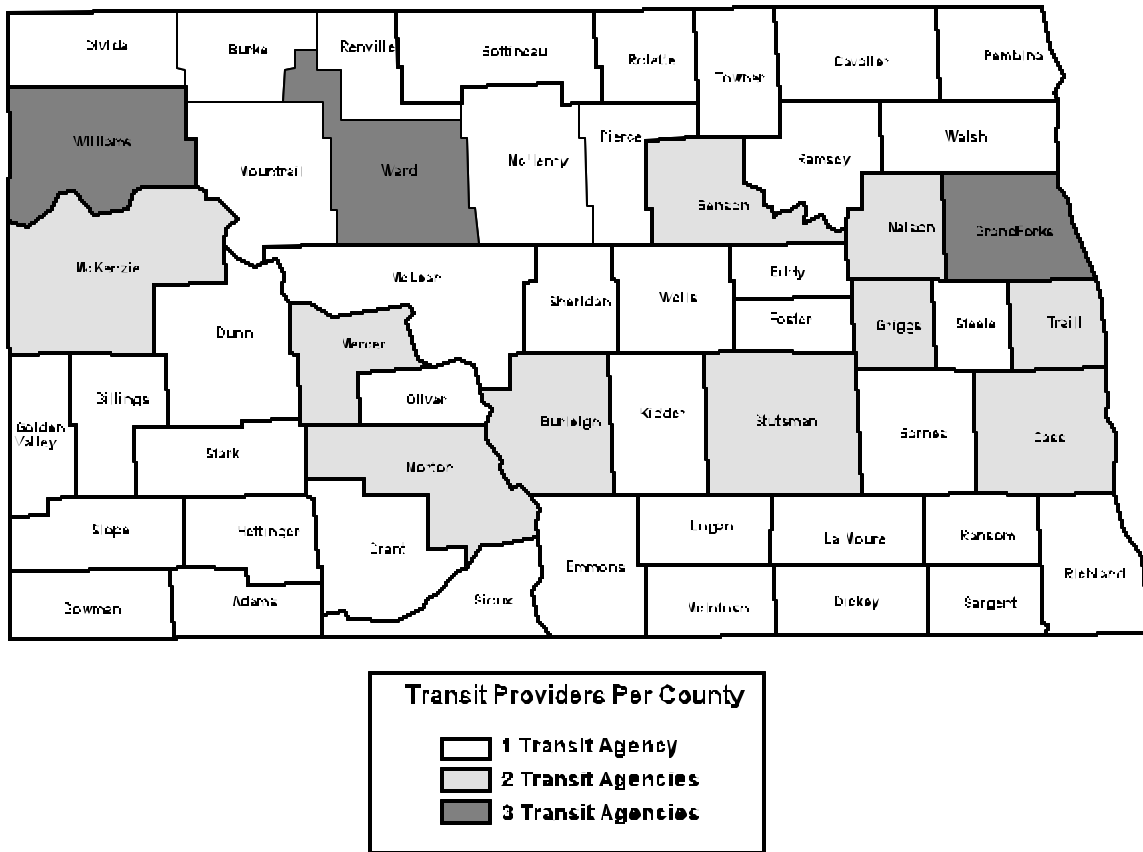 Divide
Burke
Renville
Bottineau
Rolette
Towner
Cavalier
Pembina
Williams
Mountrail
Ward
McHenry
Pierce
Benson
Ramsey
Walsh
Nelson
GrandForks
McKenzie
Dunn
McLean
Mercer
Oliver
Sheridan
Wells
Eddy
Foster
Griggs
Steele
Traill
Golden
Valley
Billings
Stark
Morton
Burleigh
Kidder
Stutsman
Barnes
Cass
Slope
Hettinger
Grant
Sioux
Emmons
Logan
La Moure
Ransom
Richland
Bowman
Adams
McIntosh
Dickey
Sargent
Transit Providers Per County
1 Transit Agency
2 Transit Agencies
3 Transit Agencies